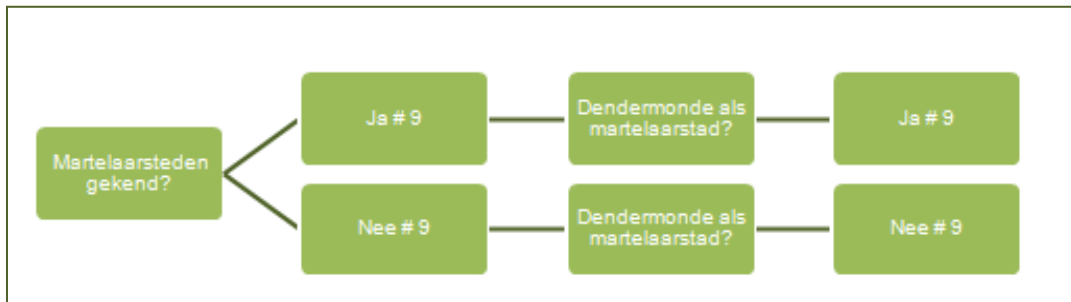 Martelaarsteden
gekend?
Ja # 9
Dendermonde als
martelaarstad?
Ja # 9
Nee # 9
Dendermonde als
martelaarstad?
Nee # 9